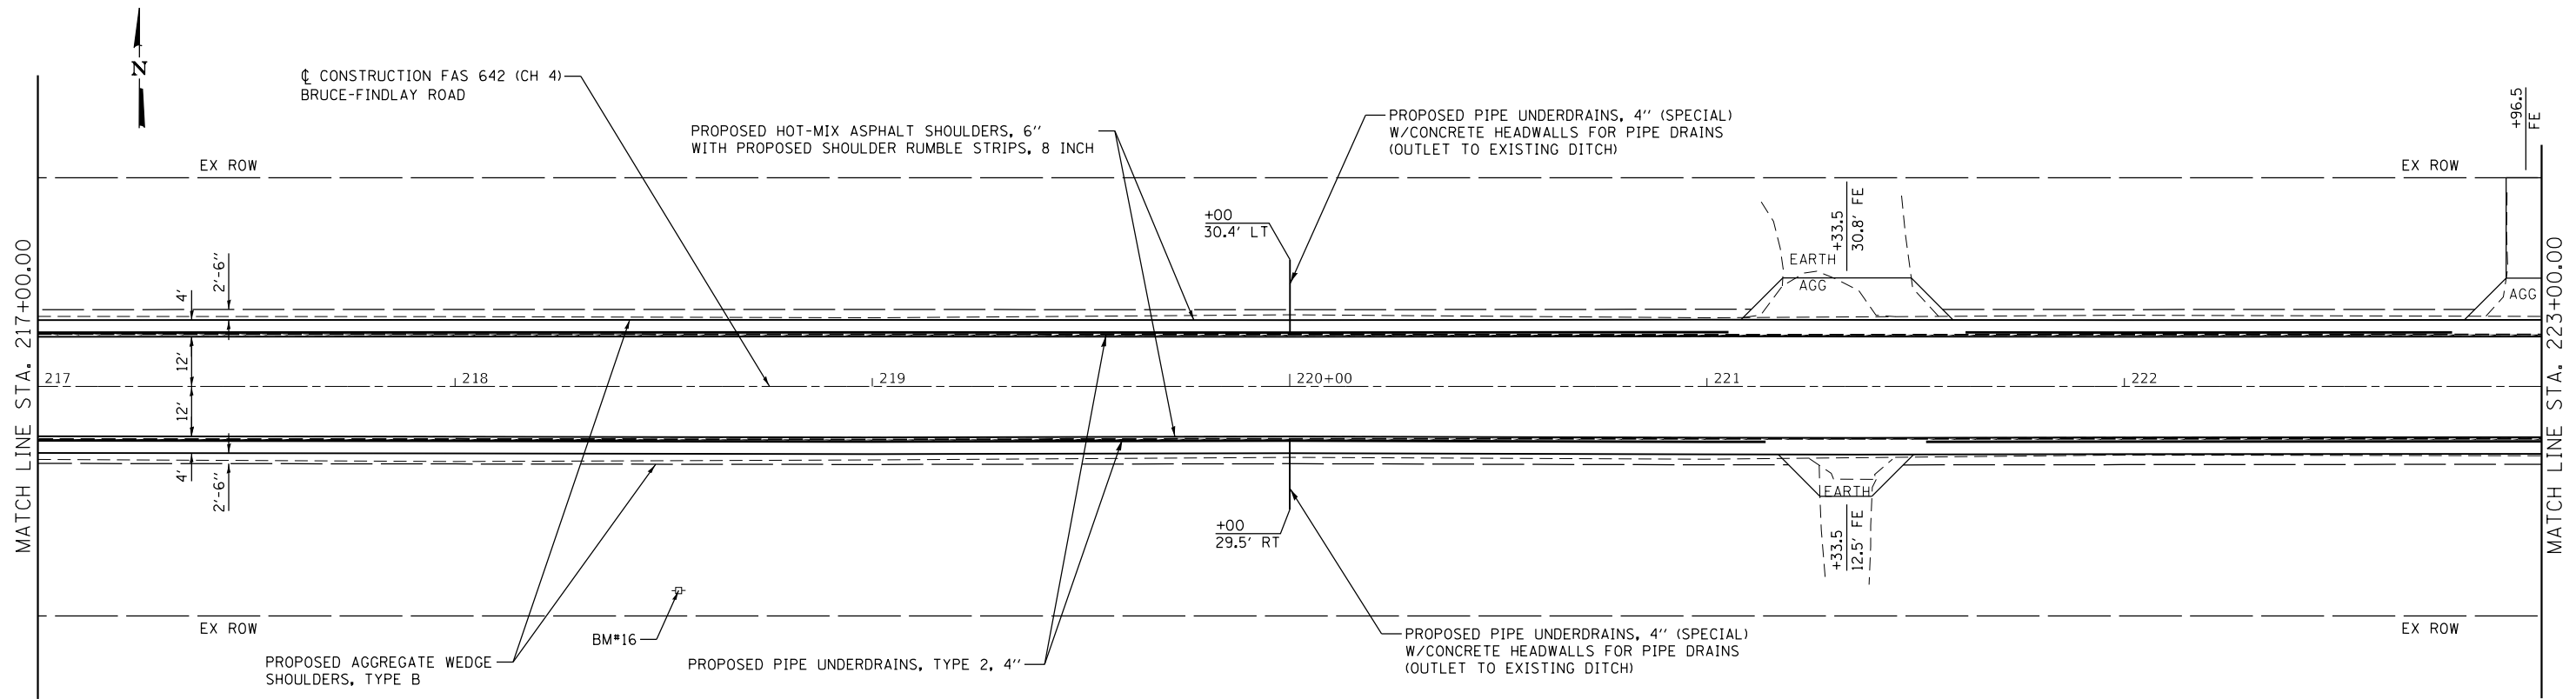 N
℄ CONSTRUCTION FAS 642 (CH 4)
BRUCE-FINDLAY ROAD
PROPOSED HOT-MIX ASPHALT SHOULDERS, 6"
WITH PROPOSED SHOULDER RUMBLE STRIPS, 8 INCH
PROPOSED PIPE UNDERDRAINS, 4" (SPECIAL)
W/CONCRETE HEADWALLS FOR PIPE DRAINS
(OUTLET TO EXISTING DITCH)
+96.5
FE
EX ROW
EX ROW
+00
30.4' LT
+33.5
30.8' FE
EARTH
AGG
AGG
MATCH LINE STA. 217+00.00
MATCH LINE STA. 223+00.00
4'
2'-6"
12'
217
218
219
220+00
221
222
12'
4'
2'-6"
EARTH
+33.5
12.5' FE
+00
29.5' RT
BM#16
EX ROW
EX ROW
PROPOSED AGGREGATE WEDGE
SHOULDERS, TYPE B
PROPOSED PIPE UNDERDRAINS, TYPE 2, 4"
PROPOSED PIPE UNDERDRAINS, 4" (SPECIAL)
W/CONCRETE HEADWALLS FOR PIPE DRAINS
(OUTLET TO EXISTING DITCH)